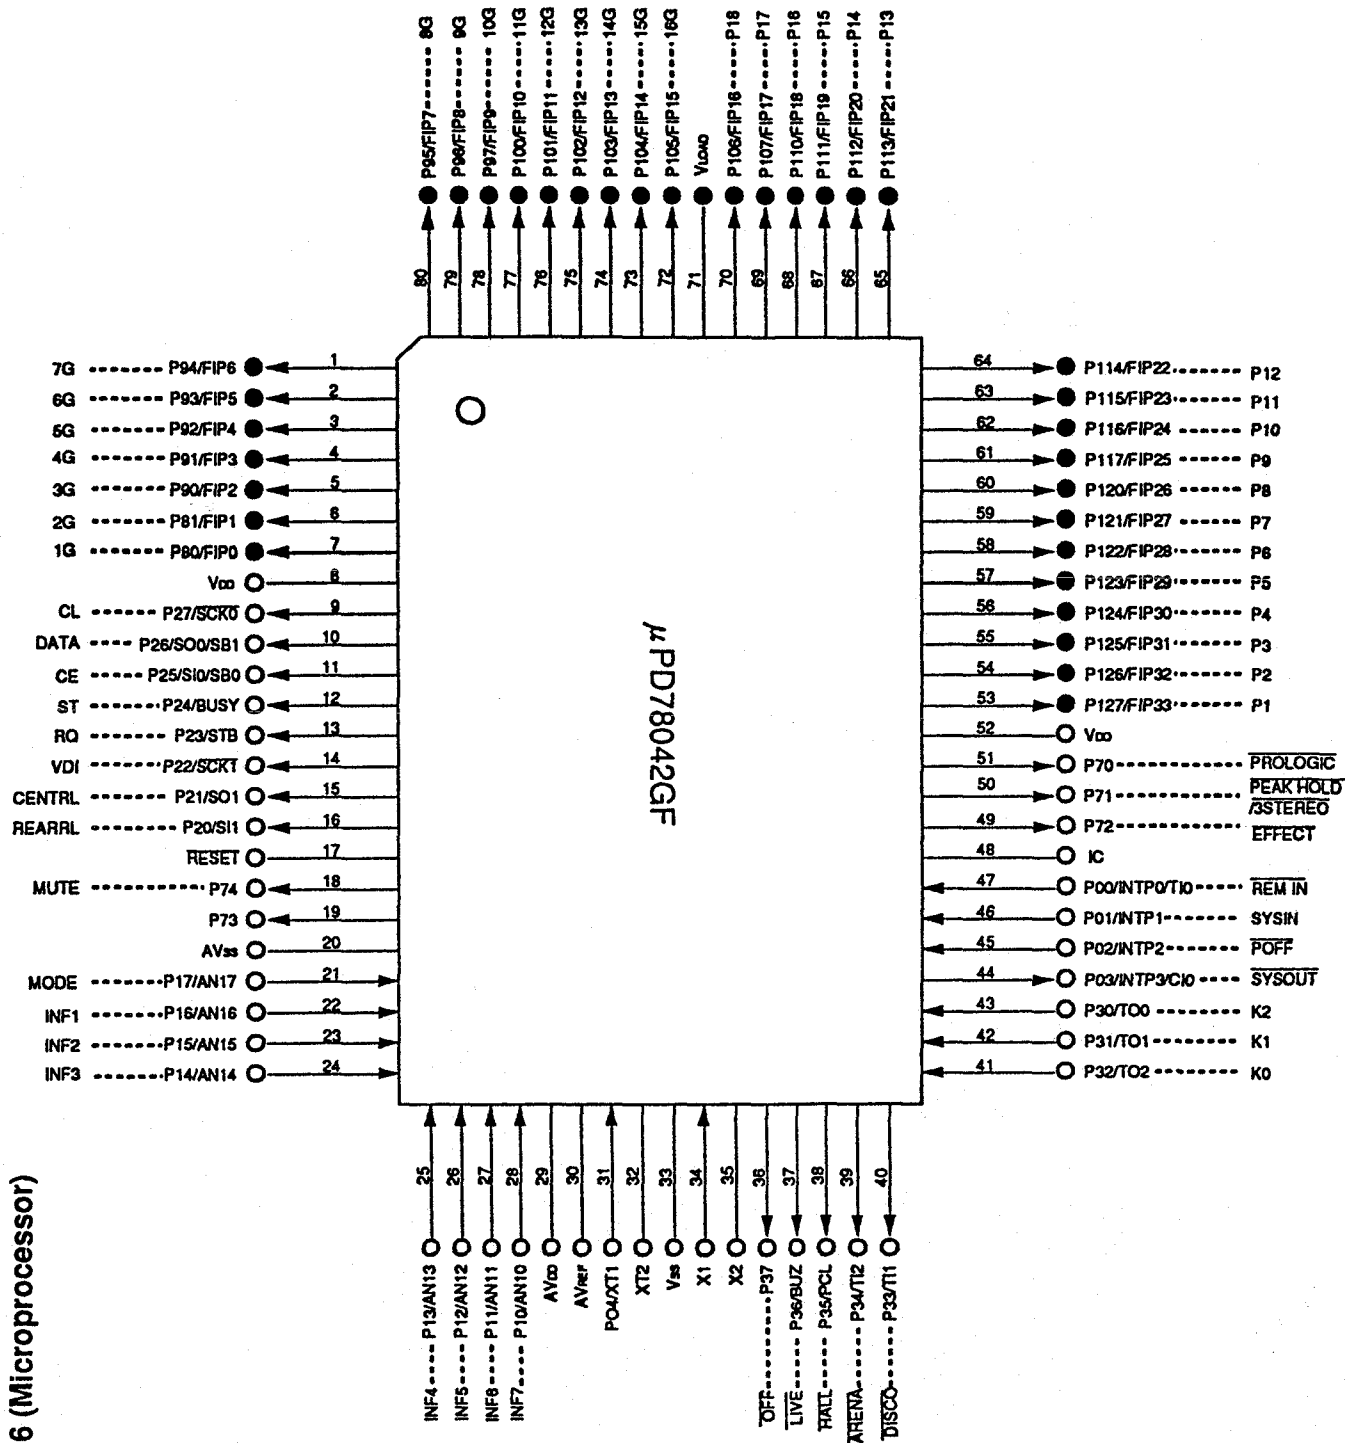 P95/FIP7 8G
P96/FIP8 9G
P97/FIP9 10G
P100/FIP10 11G
P101/FIP11 12G
P102/FIP12 13G
P103/FIP13 14G
P104/FIP14 15G
P105/FIP15 16G
VLOAD
P106/FIP16 P18
P107/FIP17 P17
P110/FIP18 P16
P111/FIP19 P15
P112/FIP20 P14
P113/FIP21 P13
80 79 78 77 76 75 74 73 72 71 70 69 68 67 66 65
7G P94/FIP6 1
6G P93/FIP5 2
5G P92/FIP4 3
4G P91/FIP3 4
3G P90/FIP2 5
2G P81/FIP1 6
1G P80/FIP0 7
VDD 8
CL P27/SCK0 9
DATA P26/SO0/SB1 10
CE P25/SI0/SB0 11
ST P24/BUSY 12
RQ P23/STB 13
VDI P22/SCK1 14
CENTRL P21/SO1 15
REARRL P20/SI1 16
RESET 17
MUTE P74 18
P73 19
AVss 20
MODE P17/AN17 21
INF1 P16/AN16 22
INF2 P15/AN15 23
INF3 P14/AN14 24
μPD78042GF
64 P114/FIP22 P12
63 P115/FIP23 P11
62 P116/FIP24 P10
61 P117/FIP25 P9
60 P120/FIP26 P8
59 P121/FIP27 P7
58 P122/FIP28 P6
57 P123/FIP29 P5
56 P124/FIP30 P4
55 P125/FIP31 P3
54 P126/FIP32 P2
53 P127/FIP33 P1
52 VDD
51 P70 PROLOGIC
50 P71 PEAK HOLD
/3STEREO
49 P72 EFFECT
48 IC
47 P00/INTP0/TI0 REM IN
46 P01/INTP1 SYSIN
45 P02/INTP2 POFF
44 P03/INTP3/CI0 SYSOUT
43 P30/TO0 K2
42 P31/TO1 K1
41 P32/TO2 K0
25 26 27 28 29 30 31 32 33 34 35 36 37 38 39 40
INF4 P13/AN13
INF5 P12/AN12
INF6 P11/AN11
INF7 P10/AN10
AVDD
AVREF
PO4/XT1
XT2
Vss
X1
X2
OFF P37
LIVE P36/BUZ
HALL P35/PCL
ARENA P34/TI2
DISCO P33/TI1
6 (Microprocessor)